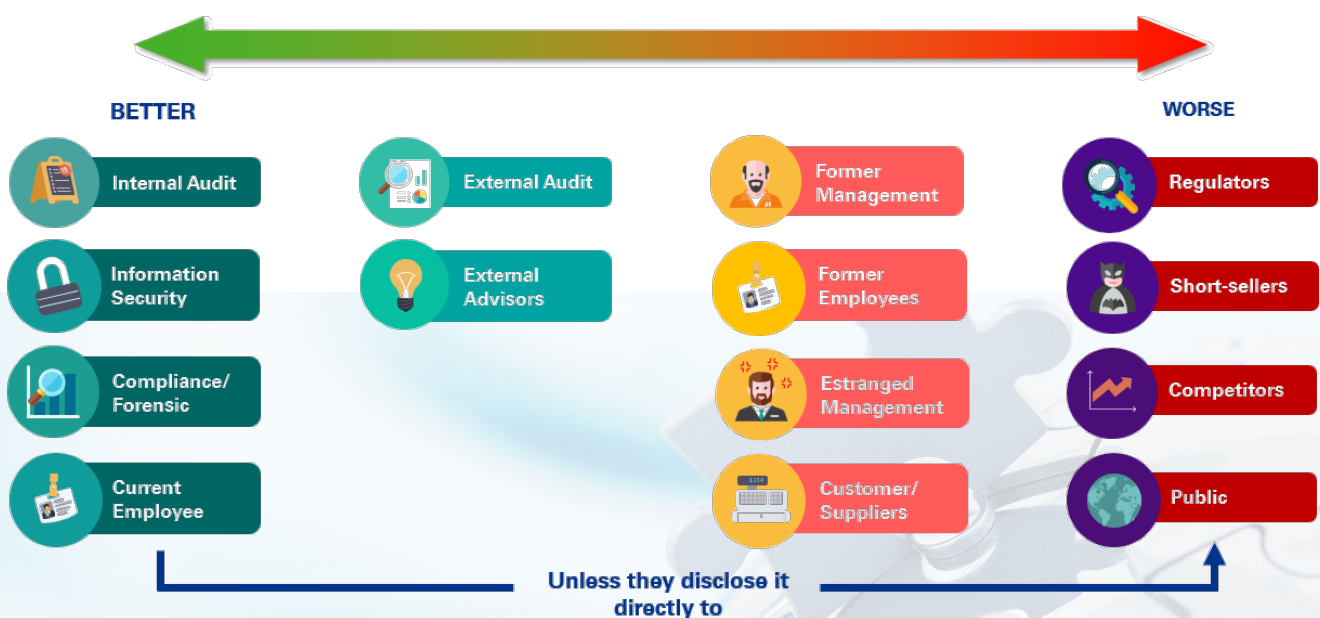 BETTER
WORSE
Internal Audit
Information
Security
Compliance/
Forensic
Current
Employee
External Audit
External
Advisors
Former
Management
Former
Employees
Estranged
Management
1234
Customer/
Suppliers
Regulators
Short-sellers
Competitors
Public
Unless they disclose it
directly to